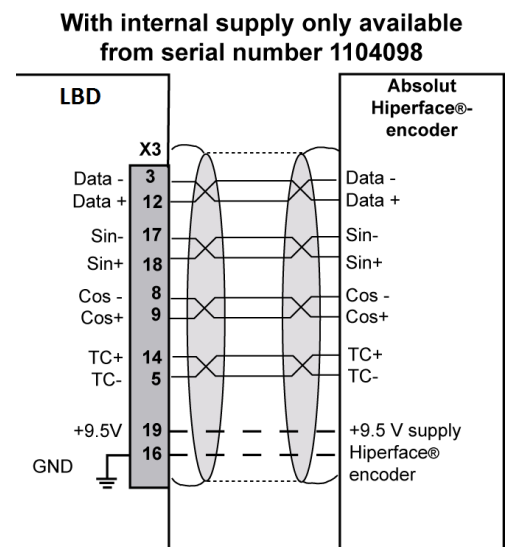 With internal supply only available
from serial number 1104098
LBD
Absolut
Hiperface®-
encoder
X3
Data - 3 Data -
Data + 12 Data +
Sin- 17 Sin-
Sin+ 18 Sin+
Cos - 8 Cos -
Cos+ 9 Cos+
TC+ 14 TC+
TC- 5 TC-
+9.5V 19 +9.5 V supply
GND 16 Hiperface®
encoder